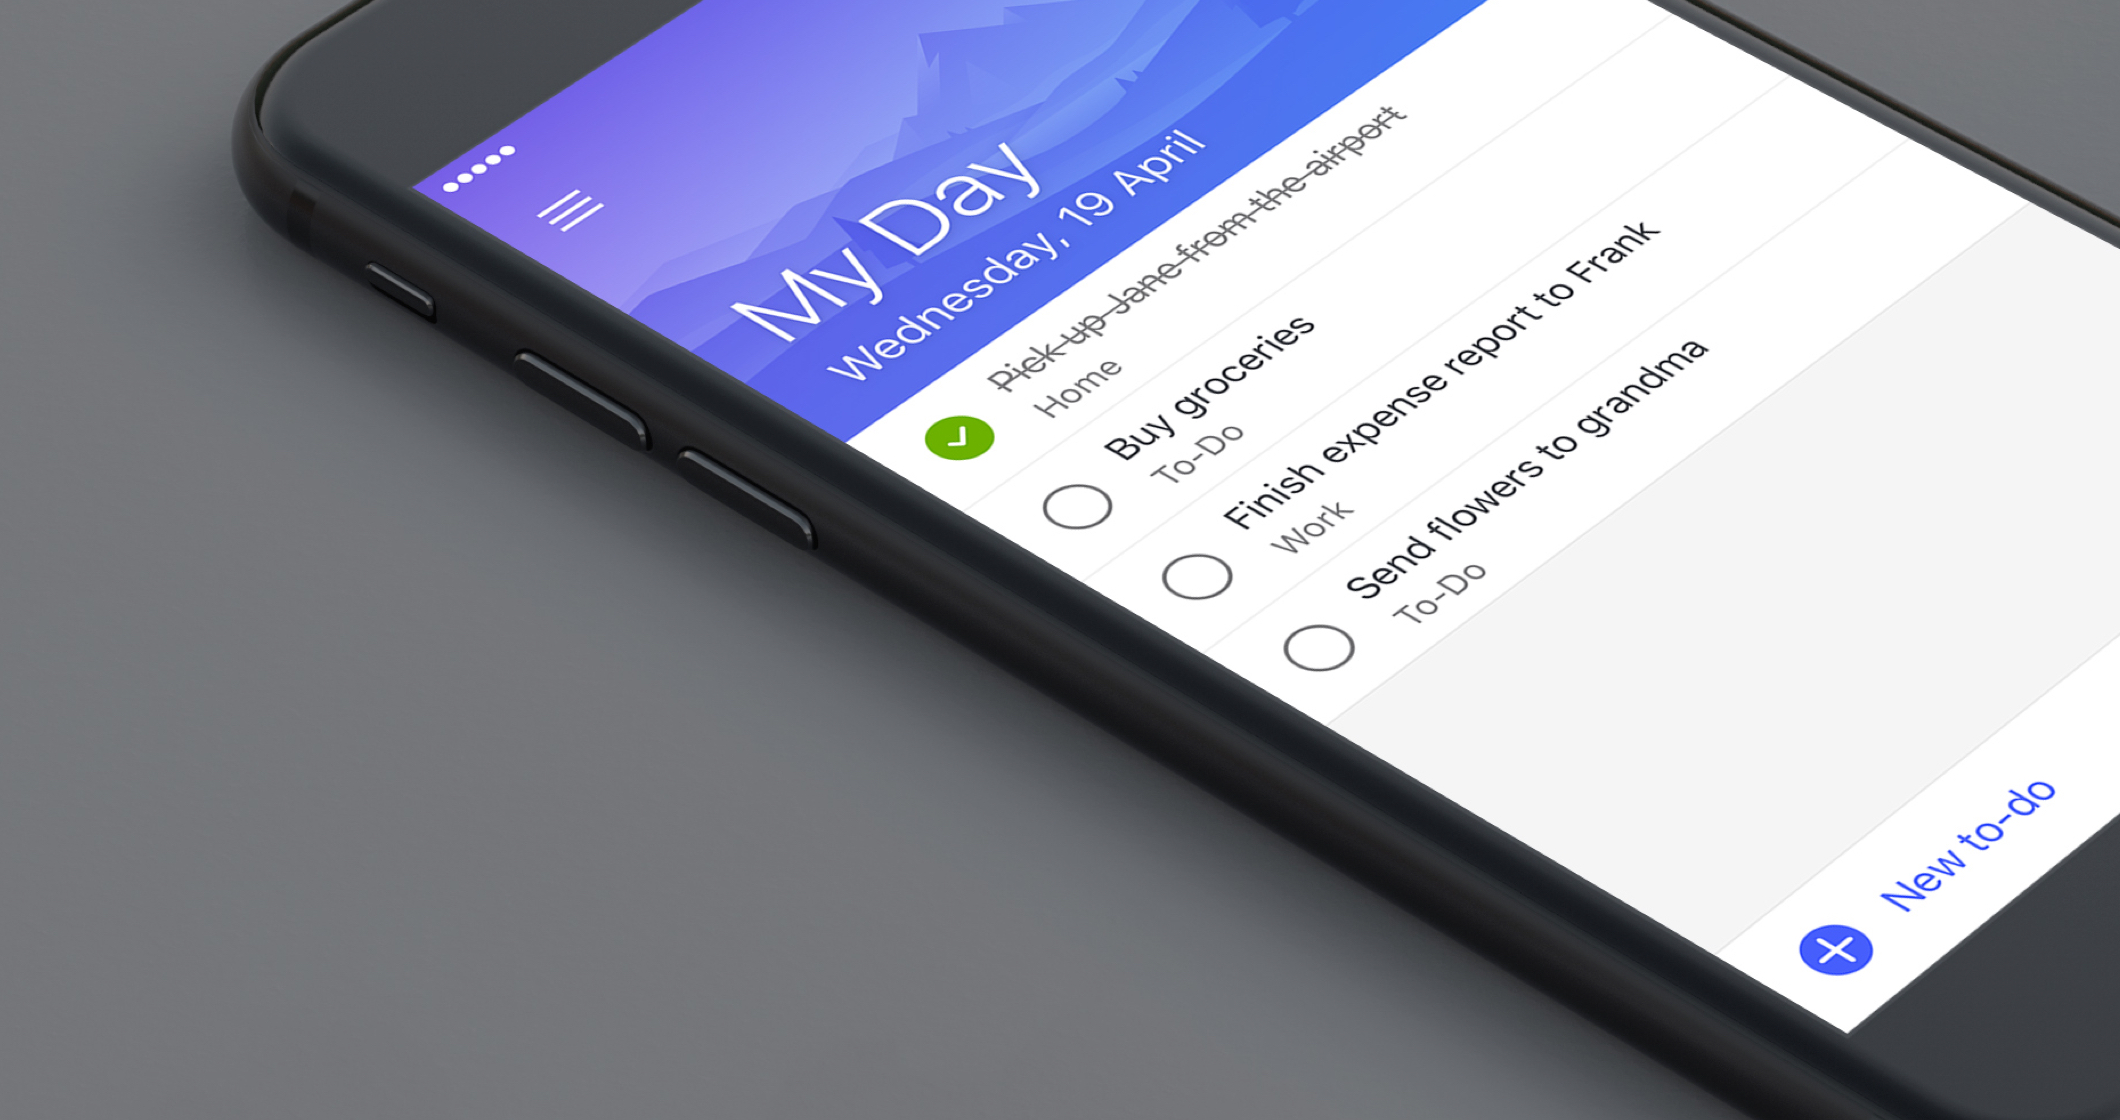 My Day
Wednesday, 19 April
Pick up Jane from the airport
Home
Buy groceries
To-Do
Finish expense report to Frank
Work
Send flowers to grandma
To-Do
New to-do